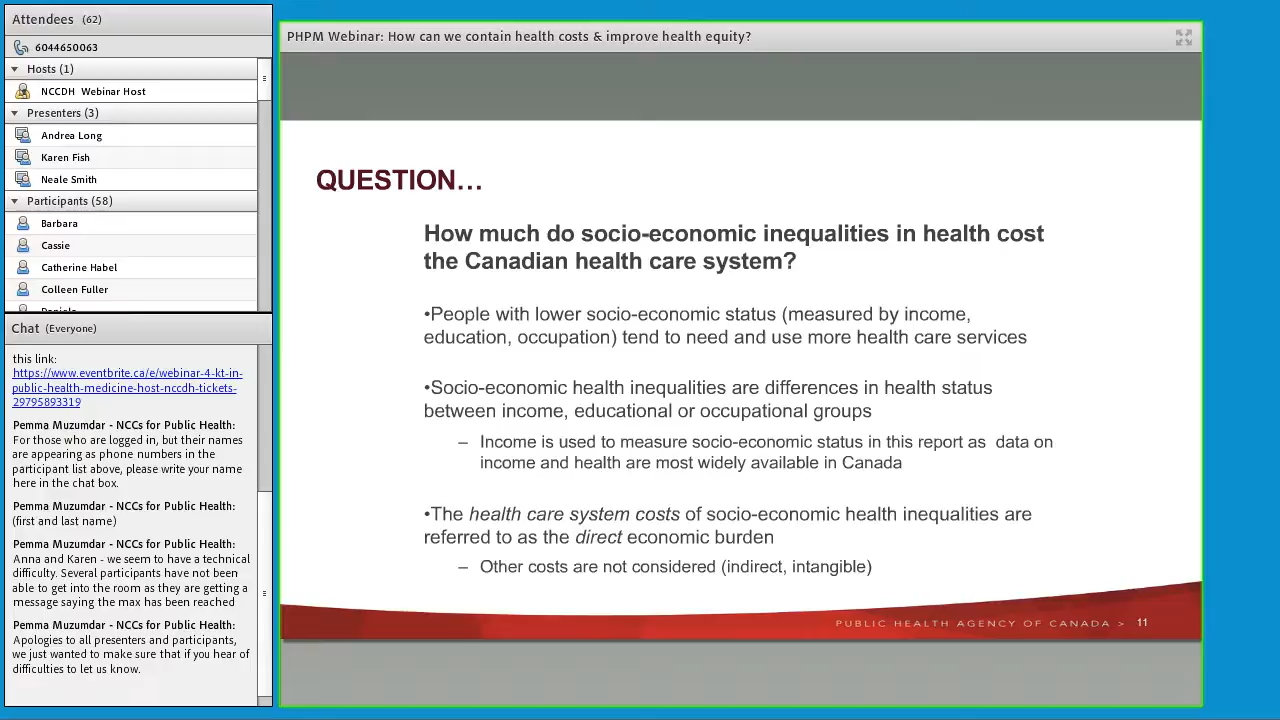 Attendees (62)
6044650063
Hosts (1)
NCCDH Webinar Host
Presenters (3)
Andrea Long
Karen Fish
Neale Smith
Participants (58)
Barbara
Cassie
Catherine Habel
Colleen Fuller
Chat (Everyone)
this link:
https://www.eventbrite.ca/e/webinar-4-kt-in-
public-health-medicine-host-nccdh-tickets-
29795893319
Pemma Muzumdar - NCCs for Public Health:
For those who are logged in, but their names
are appearing as phone numbers in the
participant list above, please write your name
here in the chat box.
Pemma Muzumdar - NCCs for Public Health:
(first and last name)
Pemma Muzumdar - NCCs for Public Health:
Anna and Karen - we seem to have a technical
difficulty. Several participants have not been
able to get into the room as they are getting a
message saying the max has been reached
Pemma Muzumdar - NCCs for Public Health:
Apologies to all presenters and participants,
we just wanted to make sure that if you hear of
difficulties to let us know.
PHPM Webinar: How can we contain health costs & improve health equity?
QUESTION…
How much do socio-economic inequalities in health cost
the Canadian health care system?
•People with lower socio-economic status (measured by income,
education, occupation) tend to need and use more health care services
•Socio-economic health inequalities are differences in health status
between income, educational or occupational groups
– Income is used to measure socio-economic status in this report as data on
income and health are most widely available in Canada
•The health care system costs of socio-economic health inequalities are
referred to as the direct economic burden
– Other costs are not considered (indirect, intangible)
PUBLIC HEALTH AGENCY OF CANADA > 11